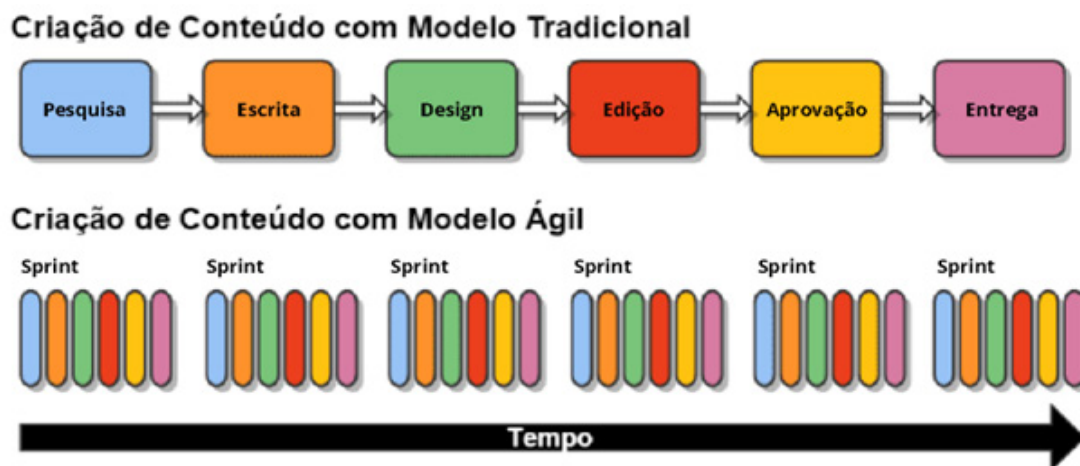 Criação de Conteúdo com Modelo Tradicional
Pesquisa
Escrita
Design
Edição
Aprovação
Entrega
Criação de Conteúdo com Modelo Ágil
Sprint
Sprint
Sprint
Sprint
Sprint
Sprint
Tempo